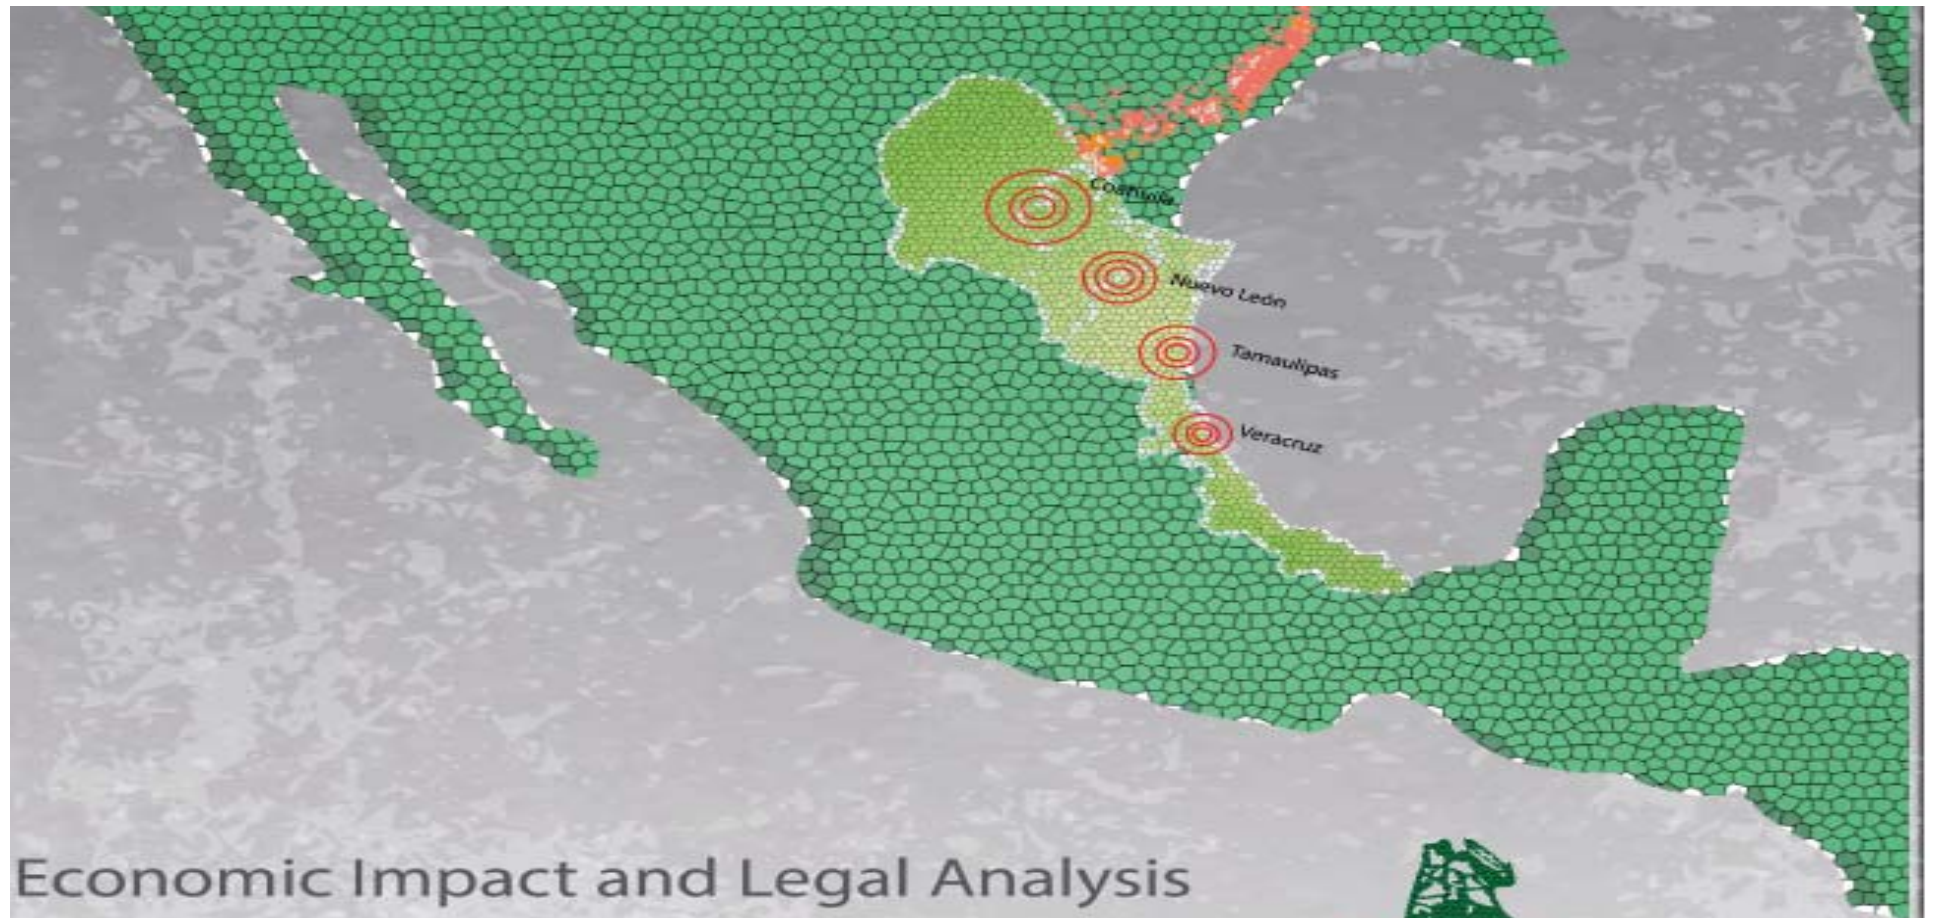 Coahuila
Nuevo León
Tamaulipas
Veracruz
Economic Impact and Legal Analysis